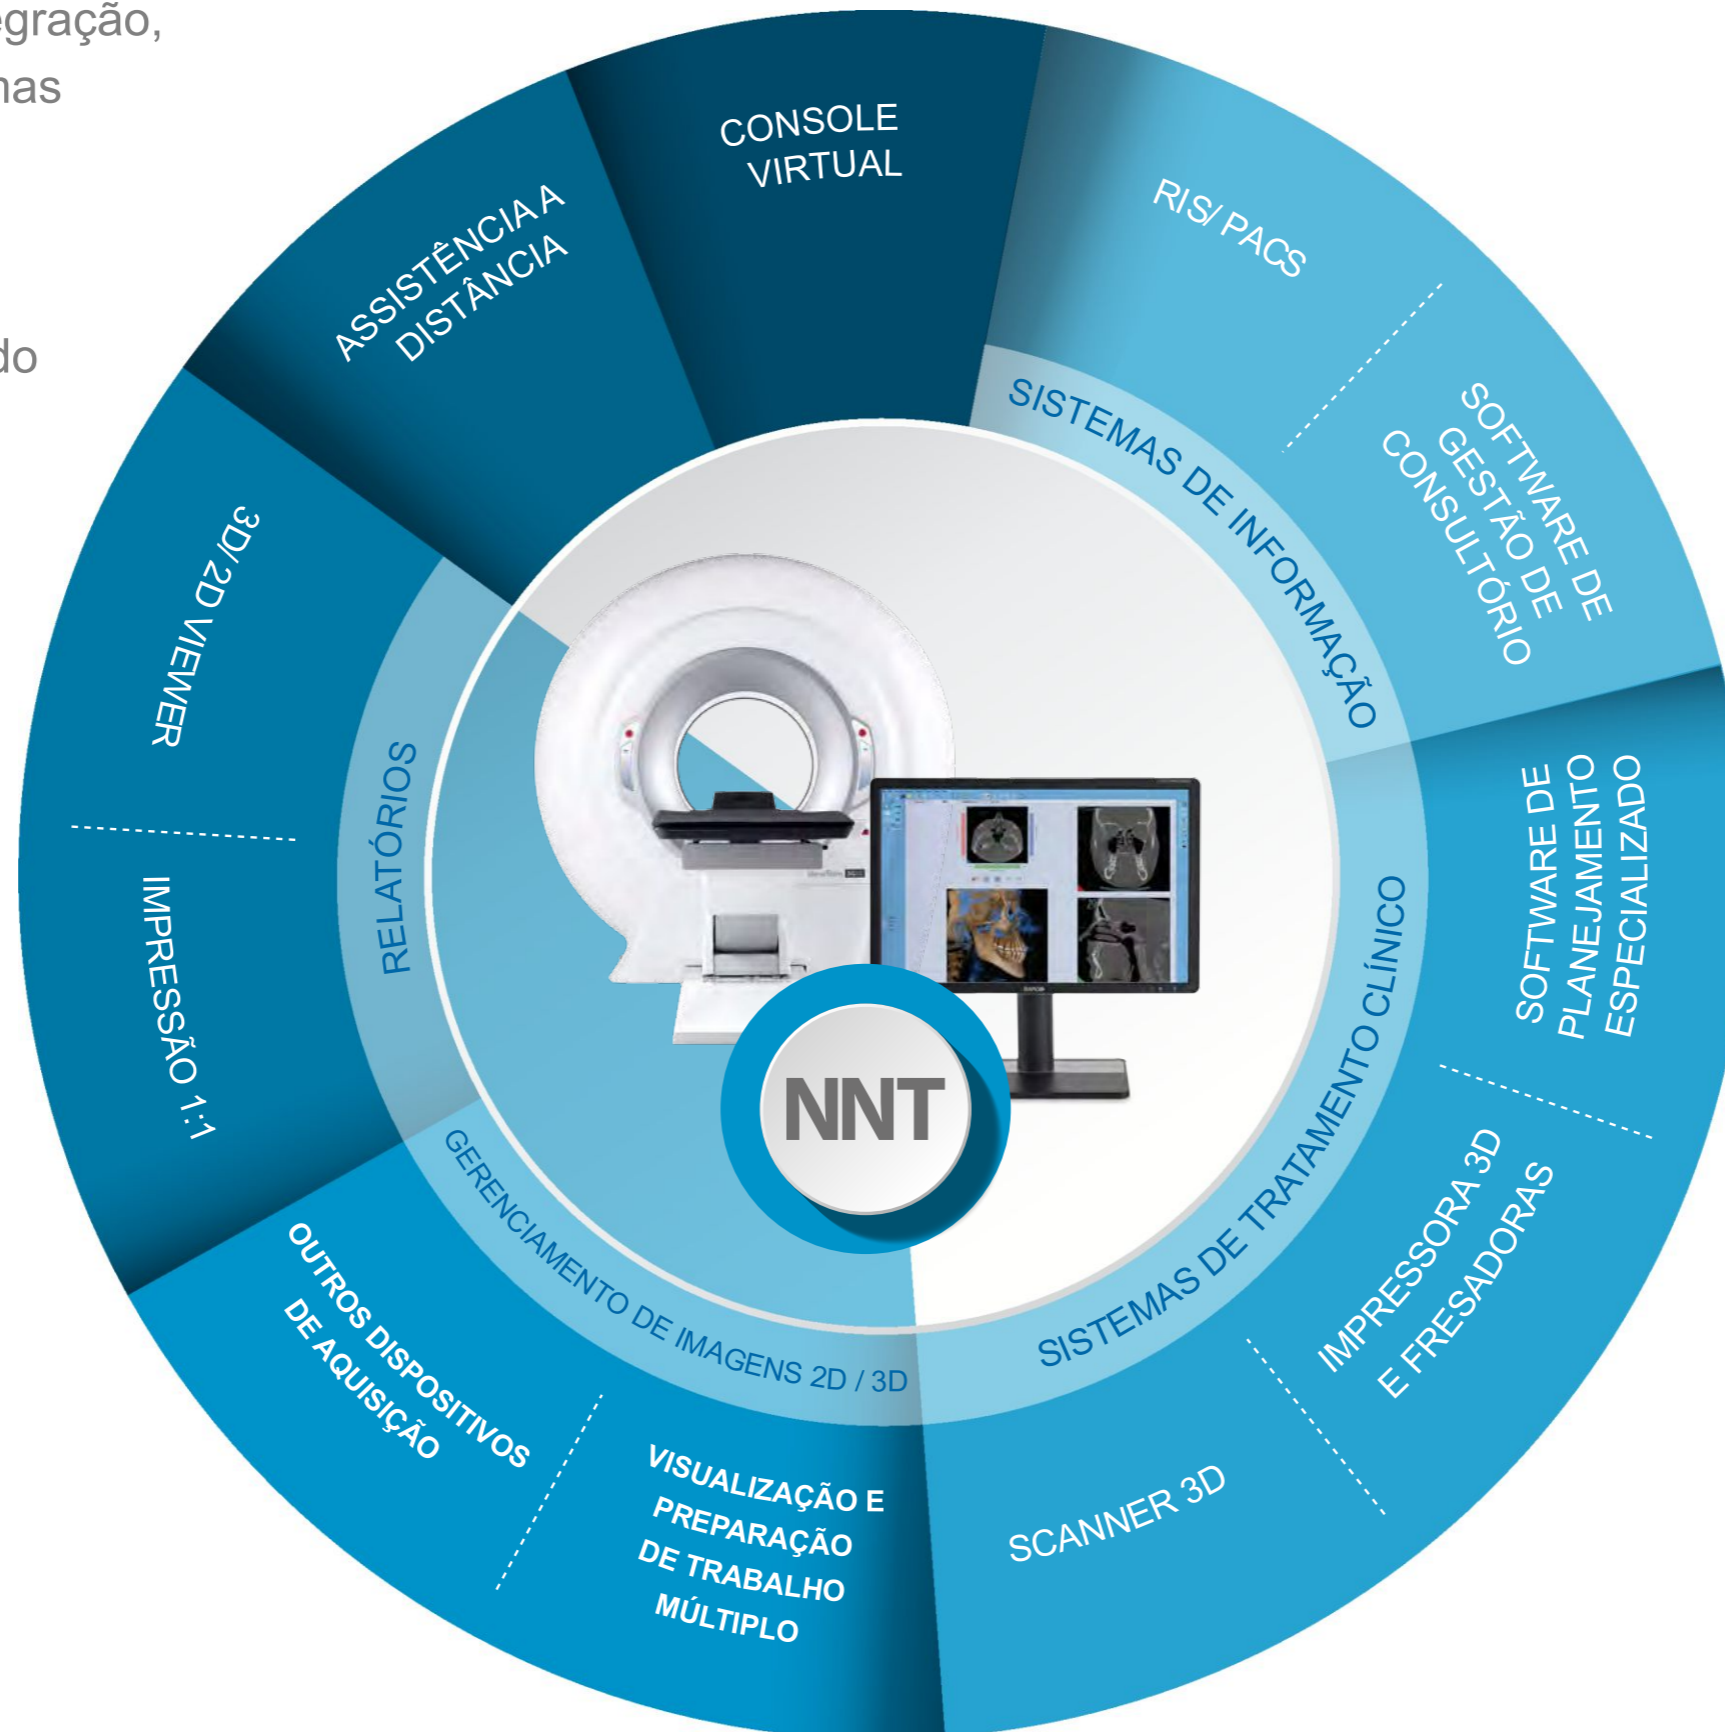 egração,
mas
do
CONSOLE
VIRTUAL
RIS/ PACS
SOFTWARE DE
GESTÃO DE
CONSULTÓRIO
SISTEMAS DE INFORMAÇÃO
SOFTWARE DE
PLANEJAMENTO
ESPECIALIZADO
IMPRESSORA 3D
E FRESADORAS
SCANNER 3D
SISTEMAS DE TRATAMENTO CLÍNICO
VISUALIZAÇÃO E
PREPARAÇÃO
DE TRABALHO
MÚLTIPLO
OUTROS DISPOSITIVOS
DE AQUISIÇÃO
GERENCIAMENTO DE IMAGENS 2D / 3D
IMPRESSÃO 1:1
3D/ 2D VIEWER
RELATÓRIOS
ASSISTÊNCIA A
DISTÂNCIA
NNT